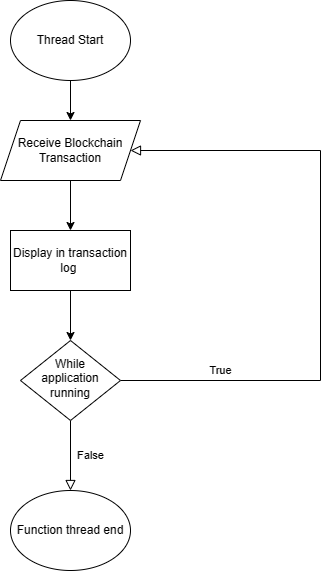 Thread Start
Receive Blockchain
Transaction
Display in transaction
log
While
application
running
True
False
Function thread end